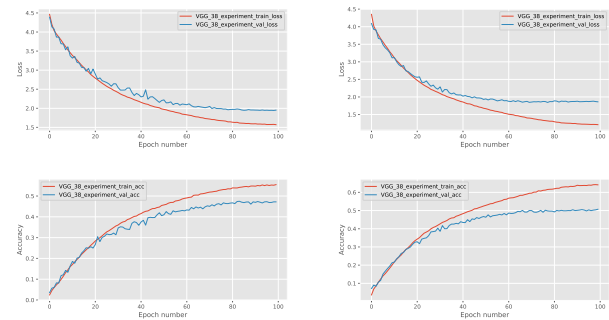 4.5
4.0
3.5
3.0
2.5
2.0
1.5
Loss
VGG_38_experiment_train_loss
VGG_38_experiment_val_loss
0 20 40 60 80 100
Epoch number
4.5
4.0
3.5
3.0
2.5
2.0
1.5
Loss
VGG_38_experiment_train_loss
VGG_38_experiment_val_loss
0 20 40 60 80 100
Epoch number
0.5
0.4
0.3
0.2
0.1
0.0
Accuracy
VGG_38_experiment_train_acc
VGG_38_experiment_val_acc
0 20 40 60 80 100
Epoch number
0.6
0.5
0.4
0.3
0.2
0.1
Accuracy
VGG_38_experiment_train_acc
VGG_38_experiment_val_acc
0 20 40 60 80 100
Epoch number